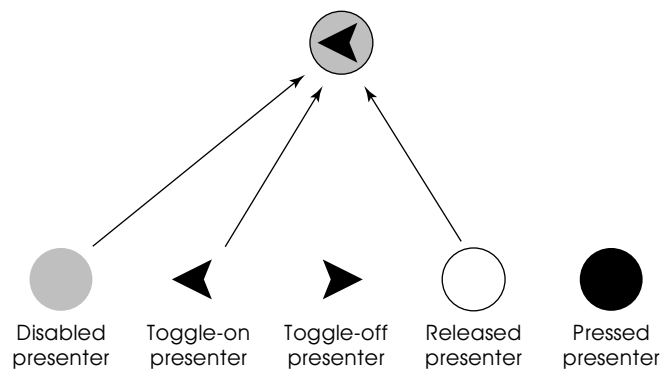 Disabled
presenter
Toggle-on
presenter
Toggle-off
presenter
Released
presenter
Pressed
presenter